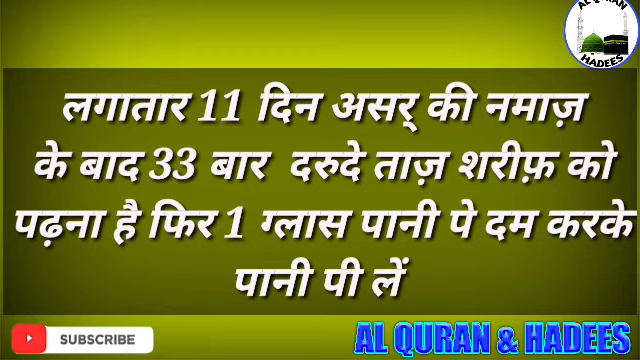 AL QURAN
HADEES
लगातार 11 दिन असर् की नमाज़
के बाद 33 बार दरुदे ताज़ शरीफ़ को
पढ़ना है फिर 1 ग्लास पानी पे दम करके
पानी पी लें
SUBSCRIBE
AL QURAN & HADEES